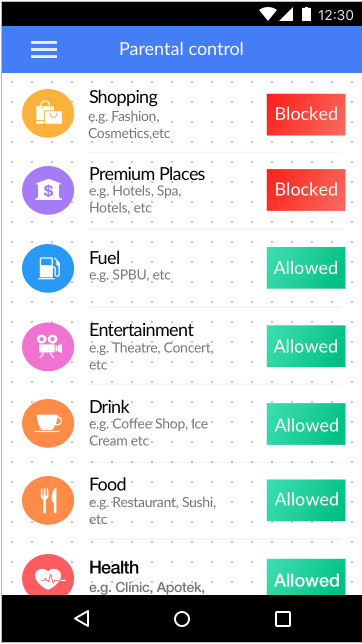 12:30
Parental control
Shopping
e.g. Fashion,
Cosmetics,etc
Blocked
Premium Places
e.g. Hotels, Spa,
Hotels, etc
Blocked
Fuel
e.g. SPBU, etc
Allowed
Entertainment
e.g. Theatre, Concert,
etc
Allowed
Drink
e.g. Coffee Shop, Ice
Cream etc
Allowed
Food
e.g. Restaurant, Sushi,
etc
Allowed
Health
e.g. Clinic, Apotek,
Allowed